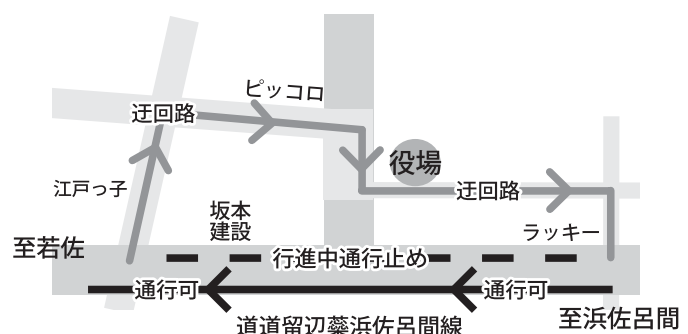 ピッコロ
迂回路
役場
江戸っ子
迂回路
坂本
建設
ラッキー
至若佐
行進中通行止め
通行可
通行可
道道留辺蘂浜佐呂間線
至浜佐呂間